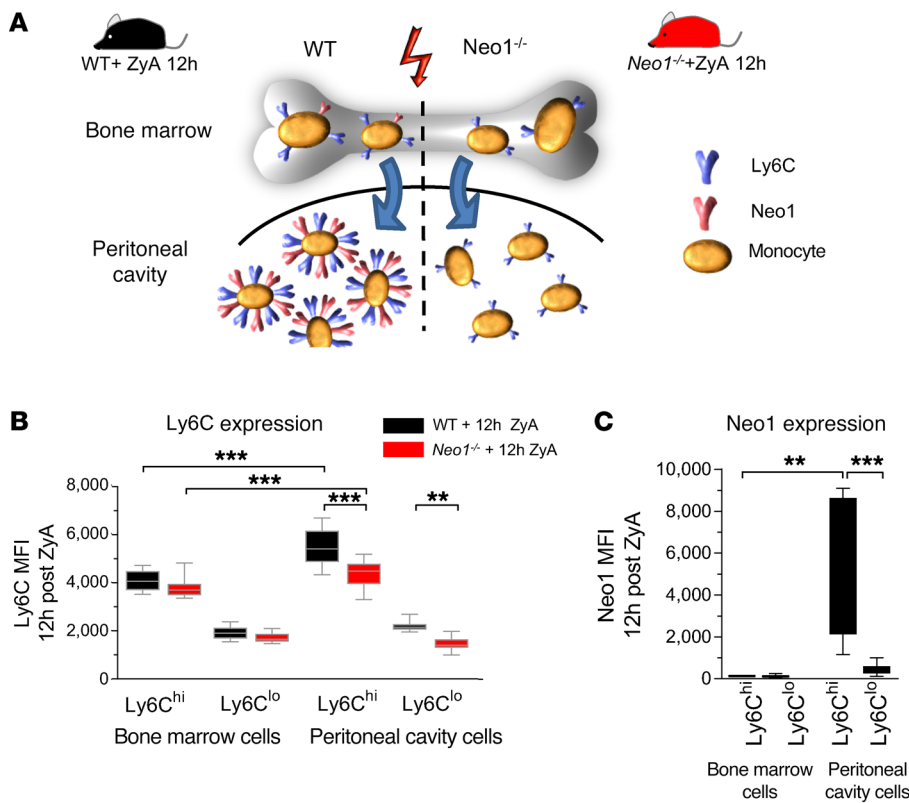 A
WT+ ZyA 12h
WT
Neo1-/-
Neo1-/-+ZyA 12h
Bone marrow
Peritoneal
cavity
Ly6C
Neo1
Monocyte
B
Ly6C expression
WT + 12h ZyA
Neo1-/- + 12h ZyA
***
***
***
**
Ly6C MFI
12h post ZyA
8,000
6,000
4,000
2,000
0
Ly6Chi
Ly6Clo
Ly6Chi
Ly6Clo
Bone marrow cells
Peritoneal cavity cells
C
Neo1 expression
**
***
Neo1 MFI
12h post ZyA
10,000
8,000
6,000
4,000
2,000
0
Ly6Chi
Ly6Clo
Ly6Chi
Ly6Clo
Bone marrow
cells
Peritoneal
cavity cells